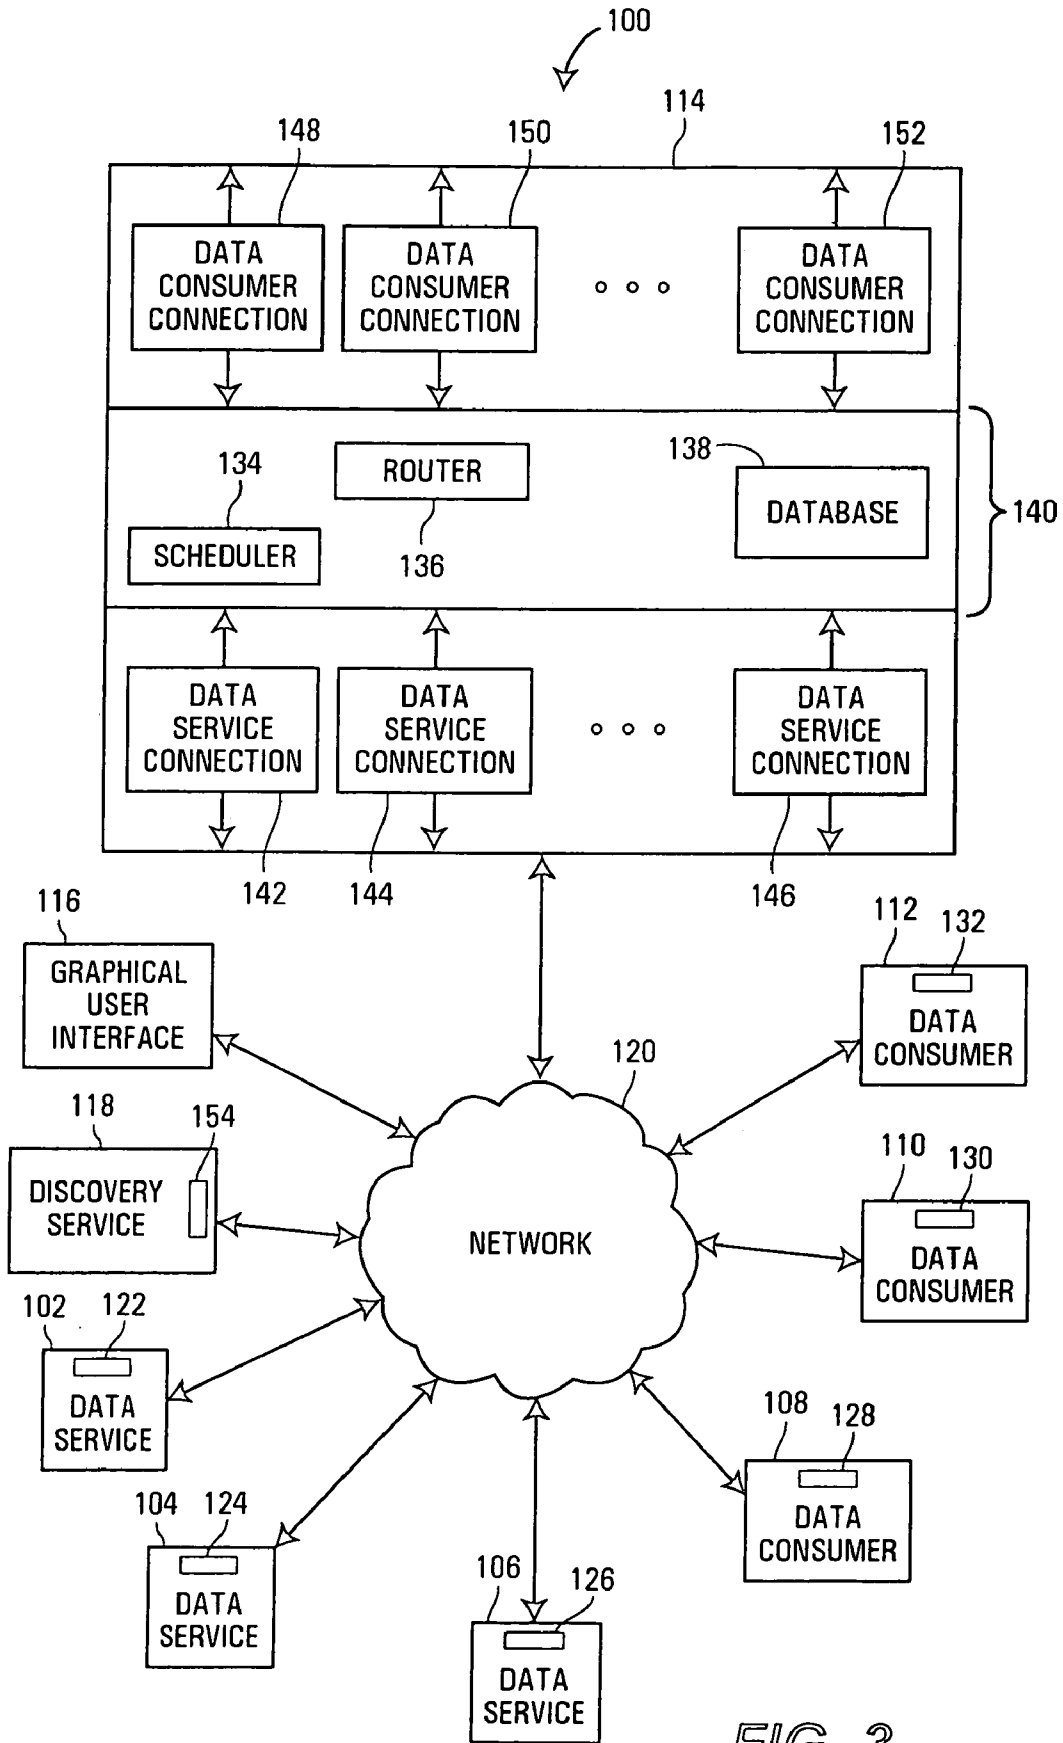 100
114
148
150
152
DATA
CONSUMER
CONNECTION
DATA
CONSUMER
CONNECTION
DATA
CONSUMER
CONNECTION
134
ROUTER
138
DATABASE
140
SCHEDULER
136
DATA
SERVICE
CONNECTION
DATA
SERVICE
CONNECTION
DATA
SERVICE
CONNECTION
142
144
146
116
GRAPHICAL
USER
INTERFACE
112
132
DATA
CONSUMER
120
118
154
DISCOVERY
SERVICE
110
130
DATA
CONSUMER
NETWORK
102
122
DATA
SERVICE
108
128
DATA
CONSUMER
104
124
DATA
SERVICE
106
126
DATA
SERVICE